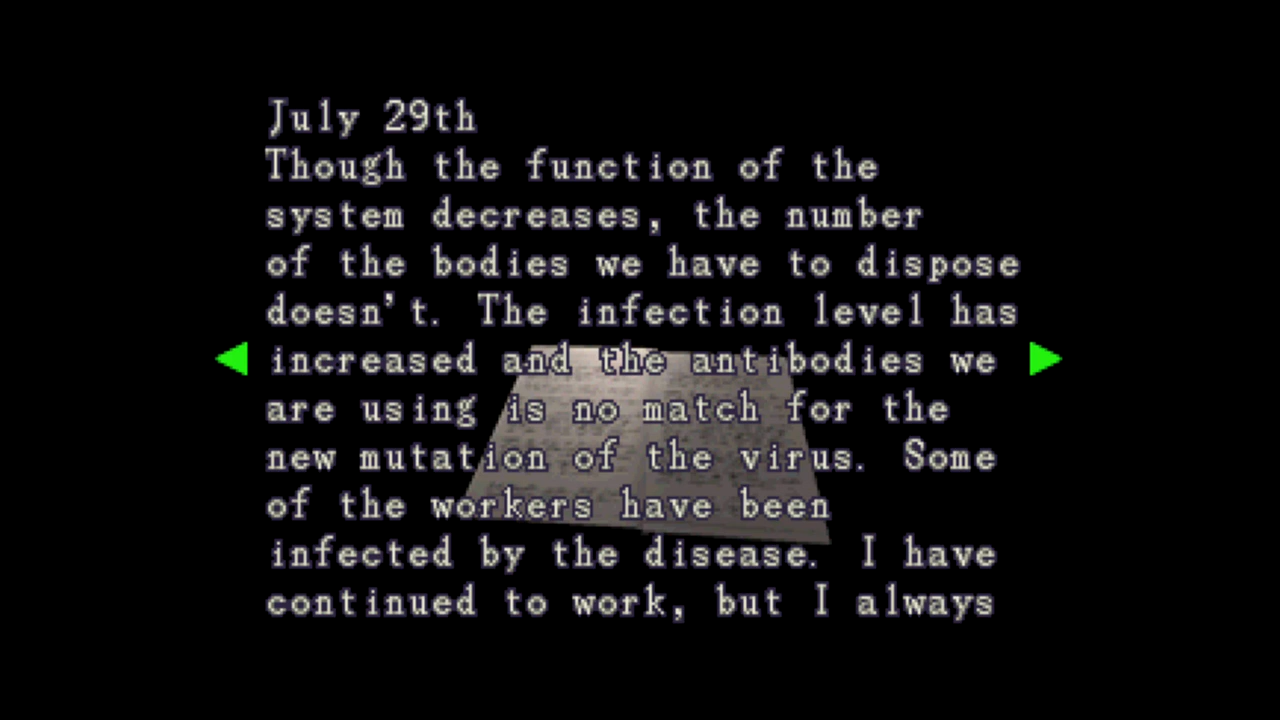 July 29th
Though the function of the
system decreases, the number
of the bodies we have to dispose
doesn't. The infection level has
increased and the antibodies we
are using is no match for the
new mutation of the virus. Some
of the workers have been
infected by the disease. I have
continued to work, but I always